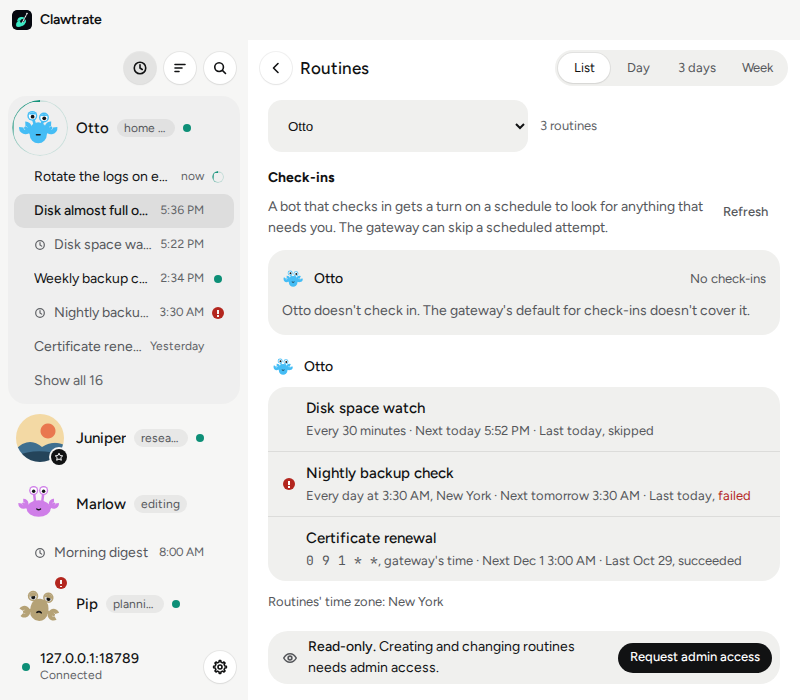 Clawtrate
Otto home ...
Rotate the logs on e... now
Disk almost full o... 5:36 PM
Disk space wa... 5:22 PM
Weekly backup c... 2:34 PM
Nightly backu... 3:30 AM
Certificate rene... Yesterday
Show all 16
Juniper resea...
Marlow editing
Morning digest 8:00 AM
Pip planni...
127.0.0.1:18789
Connected
Routines
List Day 3 days Week
Otto 3 routines
Check-ins
A bot that checks in gets a turn on a schedule to look for anything that
needs you. The gateway can skip a scheduled attempt.
Refresh
Otto No check-ins
Otto doesn't check in. The gateway's default for check-ins doesn't cover it.
Otto
Disk space watch
Every 30 minutes · Next today 5:52 PM · Last today, skipped
Nightly backup check
Every day at 3:30 AM, New York · Next tomorrow 3:30 AM · Last today, failed
Certificate renewal
0 9 1 * *, gateway's time · Next Dec 1 3:00 AM · Last Oct 29, succeeded
Routines' time zone: New York
Read-only. Creating and changing routines
needs admin access.
Request admin access